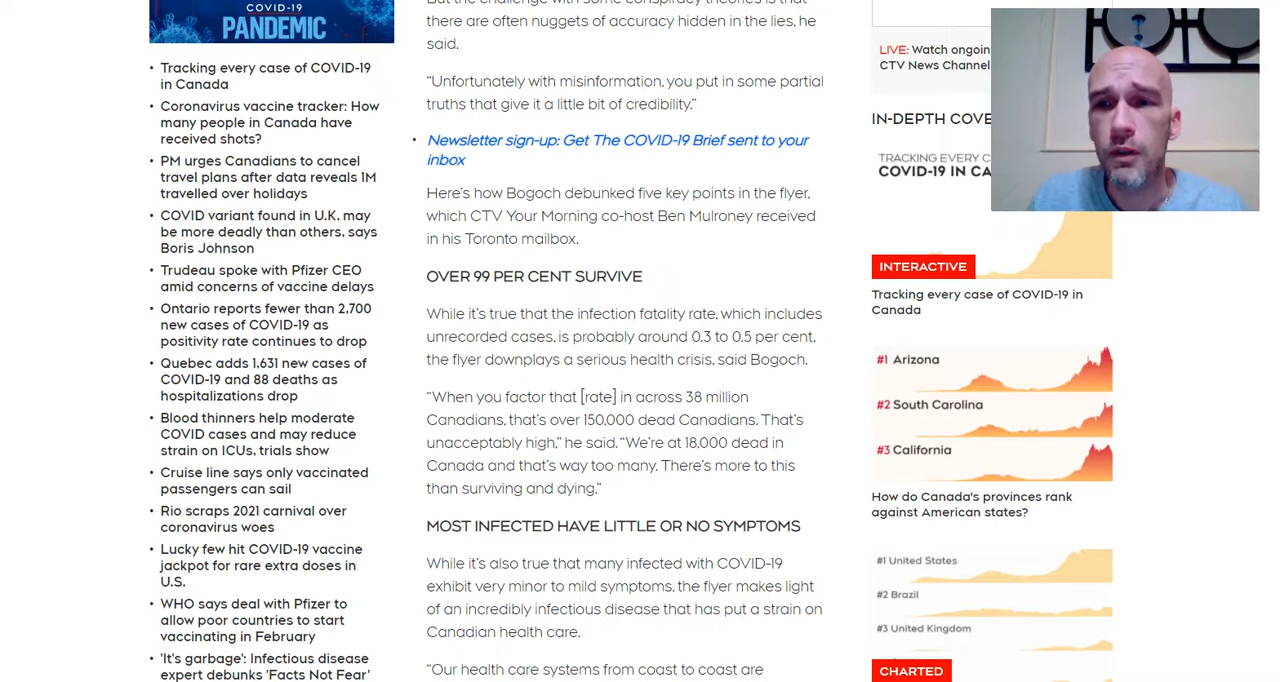 COVID-19
PANDEMIC
• Tracking every case of COVID-19
in Canada
• Coronavirus vaccine tracker: How
many people in Canada have
received shots?
• PM urges Canadians to cancel
travel plans after data reveals 1M
travelled over holidays
• COVID variant found in U.K. may
be more deadly than others, says
Boris Johnson
• Trudeau spoke with Pfizer CEO
amid concerns of vaccine delays
• Ontario reports fewer than 2,700
new cases of COVID-19 as
positivity rate continues to drop
• Quebec adds 1,631 new cases of
COVID-19 and 88 deaths as
hospitalizations drop
• Blood thinners help moderate
COVID cases and may reduce
strain on ICUs, trials show
• Cruise line says only vaccinated
passengers can sail
• Rio scraps 2021 carnival over
coronavirus woes
• Lucky few hit COVID-19 vaccine
jackpot for rare extra doses in
U.S.
• WHO says deal with Pfizer to
allow poor countries to start
vaccinating in February
• 'It's garbage': Infectious disease
expert debunks 'Facts Not Fear'
But the challenge with some conspiracy theories is that
there are often nuggets of accuracy hidden in the lies, he
said.
“Unfortunately with misinformation, you put in some partial
truths that give it a little bit of credibility.”
• Newsletter sign-up: Get The COVID-19 Brief sent to your
inbox
Here’s how Bogoch debunked five key points in the flyer,
which CTV Your Morning co-host Ben Mulroney received
in his Toronto mailbox.
OVER 99 PER CENT SURVIVE
While it’s true that the infection fatality rate, which includes
unrecorded cases, is probably around 0.3 to 0.5 per cent,
the flyer downplays a serious health crisis, said Bogoch.
“When you factor that [rate] in across 38 million
Canadians, that’s over 150,000 dead Canadians. That’s
unacceptably high,” he said. “We’re at 18,000 dead in
Canada and that’s way too many. There’s more to this
than surviving and dying.”
MOST INFECTED HAVE LITTLE OR NO SYMPTOMS
While it’s also true that many infected with COVID-19
exhibit very minor to mild symptoms, the flyer makes light
of an incredibly infectious disease that has put a strain on
Canadian health care.
“Our health care systems from coast to coast are
LIVE: Watch ongoin
CTV News Channel
IN-DEPTH COVE
TRACKING EVERY C
COVID-19 IN CA
INTERACTIVE
Tracking every case of COVID-19 in
Canada
#1 Arizona
#2 South Carolina
#3 California
How do Canada's provinces rank
against American states?
#1 United States
#2 Brazil
#3 United Kingdom
CHARTED